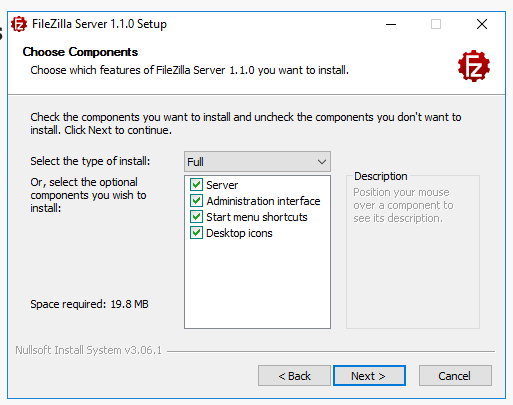 FileZilla Server 1.1.0 Setup
Choose Components
Choose which features of FileZilla Server 1.1.0 you want to install.
Check the components you want to install and uncheck the components you don't want to
install. Click Next to continue.
Select the type of install:
Full
Or, select the optional
components you wish to
install:
Server
Administration interface
Start menu shortcuts
Desktop icons
Description
Position your mouse
over a component to
see its description.
Space required: 19.8 MB
Nullsoft Install System v3.06.1
< Back
Next >
Cancel